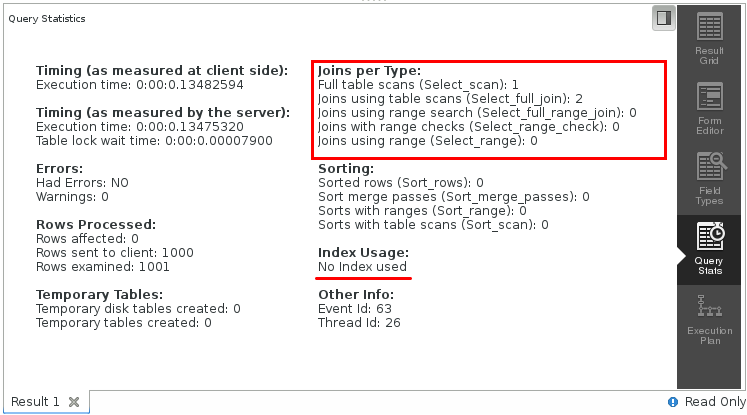 Query Statistics
Timing (as measured at client side):
Execution time: 0:00:0.13482594
Timing (as measured by the server):
Execution time: 0:00:0.13475320
Table lock wait time: 0:00:0.00007900
Errors:
Had Errors: NO
Warnings: 0
Rows Processed:
Rows affected: 0
Rows sent to client: 1000
Rows examined: 1001
Temporary Tables:
Temporary disk tables created: 0
Temporary tables created: 0
Joins per Type:
Full table scans (Select_scan): 1
Joins using table scans (Select_full_join): 2
Joins using range search (Select_full_range_join): 0
Joins with range checks (Select_range_check): 0
Joins using range (Select_range): 0
Sorting:
Sorted rows (Sort_rows): 0
Sort merge passes (Sort_merge_passes): 0
Sorts with ranges (Sort_range): 0
Sorts with table scans (Sort_scan): 0
Index Usage:
No Index used
Other Info:
Event Id: 63
Thread Id: 26
Result
Grid
Form
Editor
Field
Types
Query
Stats
Execution
Plan
Result 1
Read Only